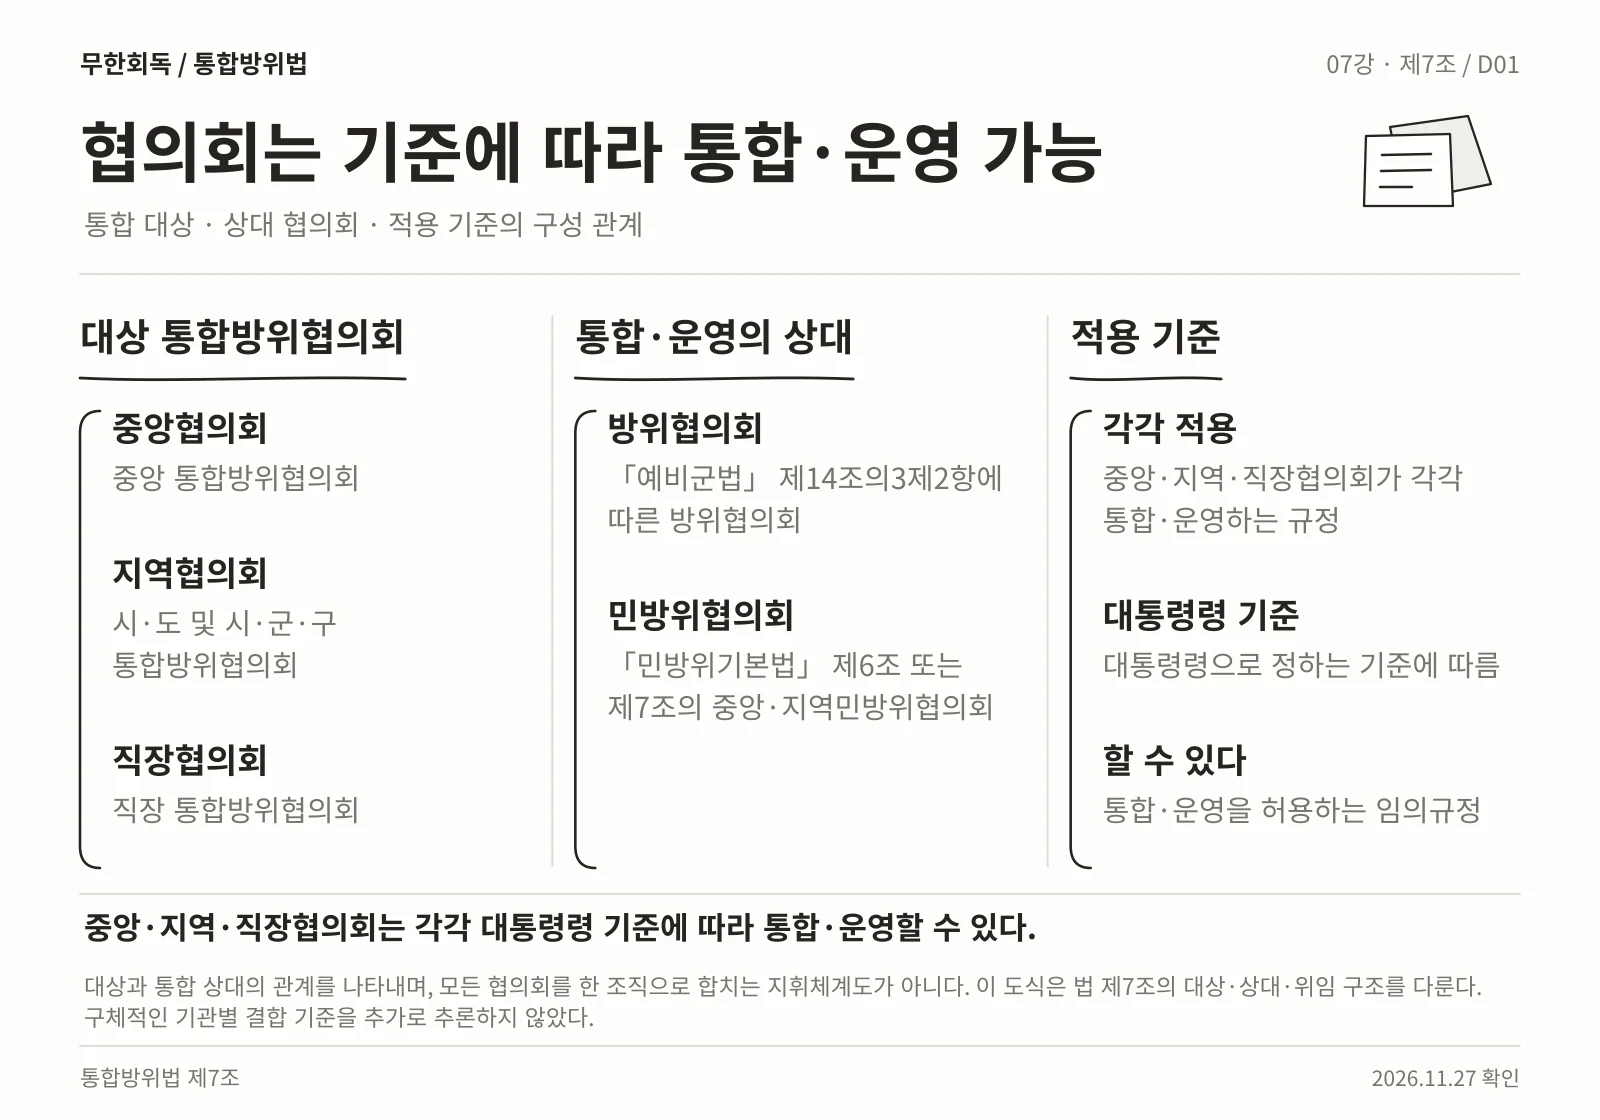 무한회독 / 통합방위법
07강 · 제7조 / D01
협의회는 기준에 따라 통합·운영 가능
통합 대상 · 상대 협의회 · 적용 기준의 구성 관계
대상 통합방위협의회
중앙협의회
중앙 통합방위협의회
지역협의회
시·도 및 시·군·구
통합방위협의회
직장협의회
직장 통합방위협의회
통합·운영의 상대
방위협의회
「예비군법」 제14조의3제2항에
따른 방위협의회
민방위협의회
「민방위기본법」 제6조 또는
제7조의 중앙·지역민방위협의회
적용 기준
각각 적용
중앙·지역·직장협의회가 각각
통합·운영하는 규정
대통령령 기준
대통령령으로 정하는 기준에 따름
할 수 있다
통합·운영을 허용하는 임의규정
중앙·지역·직장협의회는 각각 대통령령 기준에 따라 통합·운영할 수 있다.
대상과 통합 상대의 관계를 나타내며, 모든 협의회를 한 조직으로 합치는 지휘체계도가 아니다. 이 도식은 법 제7조의 대상·상대·위임 구조를 다룬다.
구체적인 기관별 결합 기준을 추가로 추론하지 않았다.
통합방위법 제7조
2026.11.27 확인